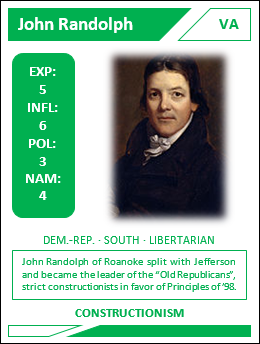 John Randolph VA
EXP:
5
INFL:
6
POL:
3
NAM:
4
DEM.-REP. · SOUTH · LIBERTARIAN
John Randolph of Roanoke split with Jefferson
and became the leader of the “Old Republicans”,
strict constructionists in favor of Principles of ’98.
CONSTRUCTIONISM